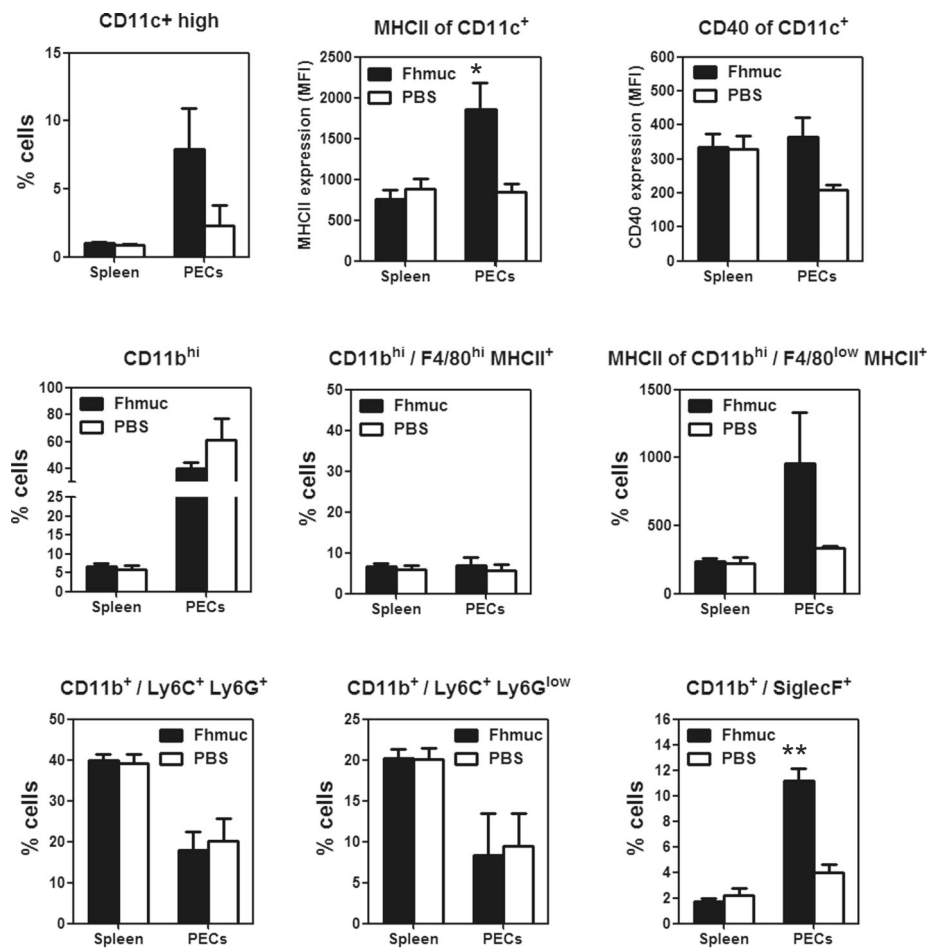 CD11c+ high
15
10
5
0
% cells
Spleen PECs
MHCII of CD11c⁺
2500
2000
1500
1000
500
0
MHCII expression (MFI)
Fhmuc
PBS
*
Spleen PECs
CD40 of CD11c⁺
600
500
400
300
200
100
0
CD40 expression (MFI)
Fhmuc
PBS
Spleen PECs
CD11bʰⁱ
100
80
60
40
25
20
15
10
5
0
% cells
Fhmuc
PBS
Spleen PECs
CD11bʰⁱ / F4/80ʰⁱ MHCII⁺
50
40
30
20
10
0
% cells
Fhmuc
PBS
Spleen PECs
MHCII of CD11bʰⁱ / F4/80ˡᵒʷ MHCII⁺
1500
1000
500
0
% cells
Fhmuc
PBS
Spleen PECs
CD11b⁺ / Ly6C⁺ Ly6G⁺
50
40
30
20
10
0
% cells
Fhmuc
PBS
Spleen PECs
CD11b⁺ / Ly6C⁺ Ly6Gˡᵒʷ
25
20
15
10
5
0
% cells
Fhmuc
PBS
Spleen PECs
CD11b⁺ / SiglecF⁺
16
14
12
10
8
6
4
2
0
% cells
Fhmuc
PBS
**
Spleen PECs